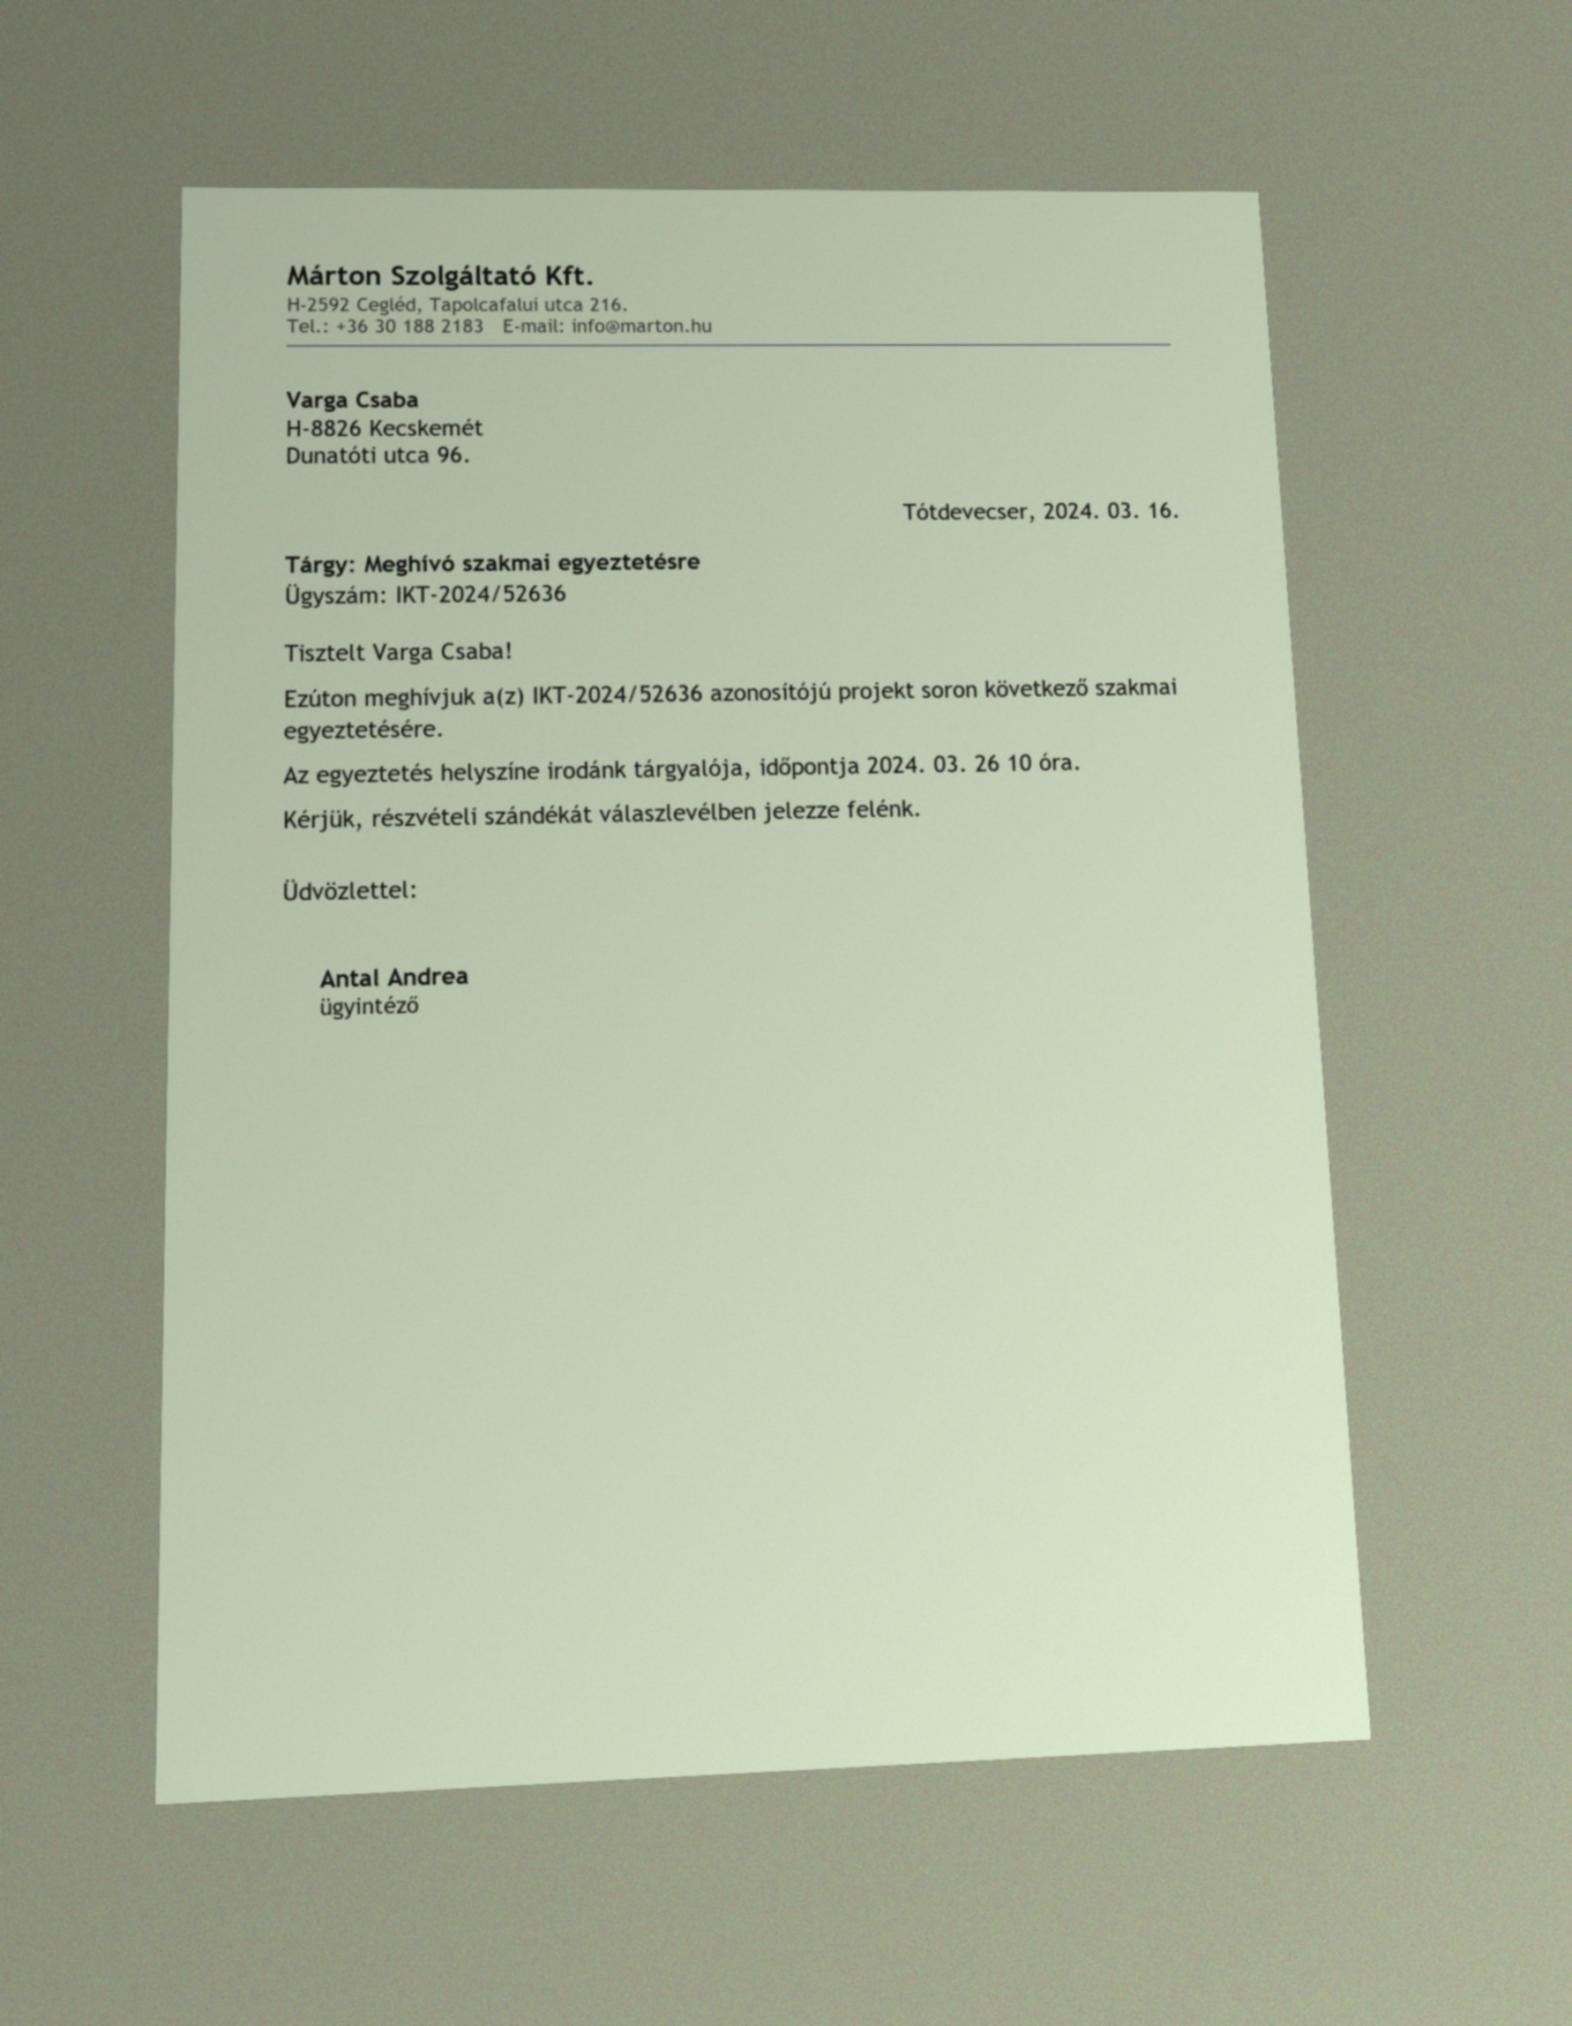 Márton Szolgáltató Kft.
H-2592 Cegléd, Tapolcafalui utca 216.
Tel.: +36 30 188 2183 E-mail: info@marton.hu
Varga Csaba
H-8826 Kecskemét
Dunatóti utca 96.
Tótdevecser, 2024. 03. 16.
Tárgy: Meghívó szakmai egyeztetésre
Ügyszám: IKT-2024/52636
Tisztelt Varga Csaba!
Ezúton meghívjuk a(z) IKT-2024/52636 azonosítójú projekt soron következő szakmai
egyeztetésére.
Az egyeztetés helyszíne irodánk tárgyalója, időpontja 2024. 03. 26 10 óra.
Kérjük, részvételi szándékát válaszlevélben jelezze felénk.
Üdvözlettel:
Antal Andrea
ügyintéző